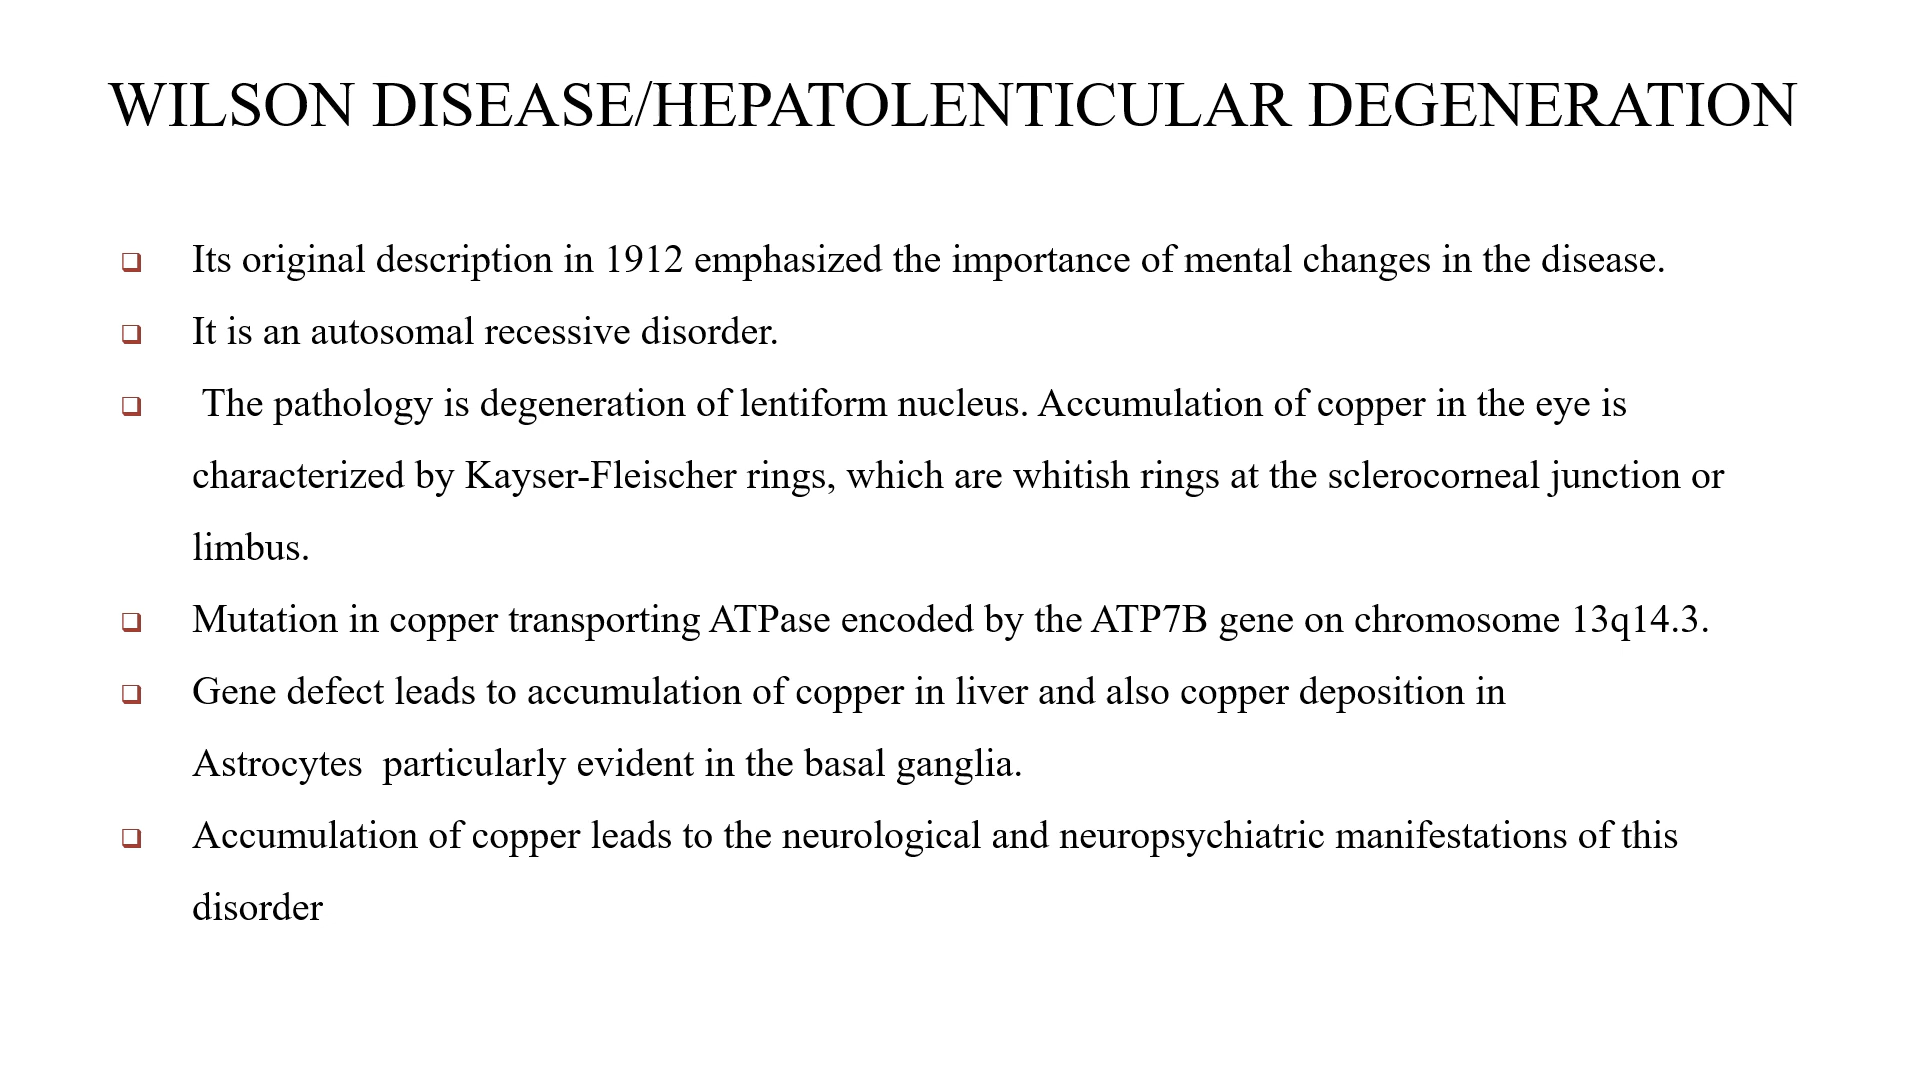 WILSON DISEASE/HEPATOLENTICULAR DEGENERATION
❑ Its original description in 1912 emphasized the importance of mental changes in the disease.
❑ It is an autosomal recessive disorder.
❑ The pathology is degeneration of lentiform nucleus. Accumulation of copper in the eye is
characterized by Kayser-Fleischer rings, which are whitish rings at the sclerocorneal junction or
limbus.
❑ Mutation in copper transporting ATPase encoded by the ATP7B gene on chromosome 13q14.3.
❑ Gene defect leads to accumulation of copper in liver and also copper deposition in
Astrocytes  particularly evident in the basal ganglia.
❑ Accumulation of copper leads to the neurological and neuropsychiatric manifestations of this
disorder